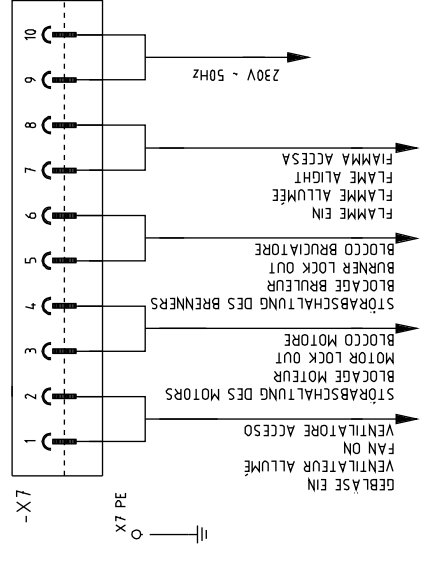 10
9
8
7
6
5
4
3
2
1
-X7
X7 PE
230V ~ 50Hz
FLAMME EIN
FLAMME ALLUMÉE
FLAME ALIGHT
FIAMMA ACCESA
STÖRABSCHALTUNG DES BRENNERS
BLOCAGE BRULEUR
BURNER LOCK OUT
BLOCCO BRUCIATORE
STÖRABSCHALTUNG DES MOTORS
BLOCAGE MOTEUR
MOTOR LOCK OUT
BLOCCO MOTORE
GEBLÄSE EIN
VENTILATEUR ALLUMÉ
FAN ON
VENTILATORE ACCESO